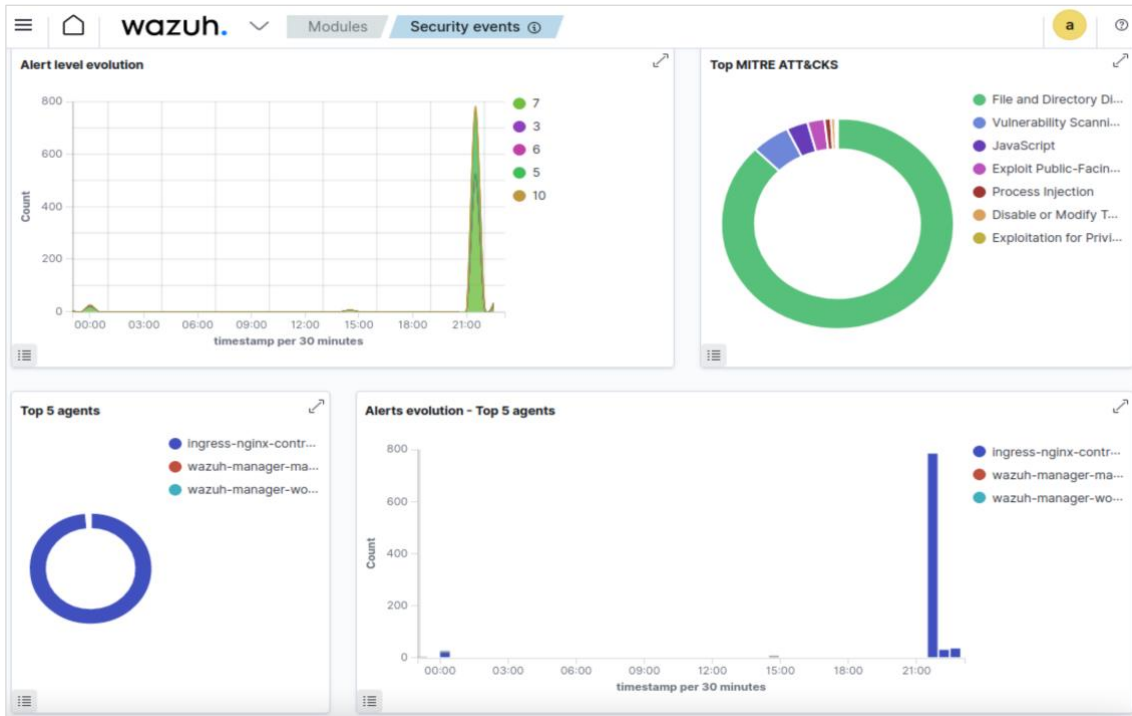 wazuh. Modules Security events
a
Alert level evolution
800
600
400
200
0
Count
00:00 03:00 06:00 09:00 12:00 15:00 18:00 21:00
timestamp per 30 minutes
7
3
6
5
10
Top MITRE ATT&CKS
File and Directory Di...
Vulnerability Scanni...
JavaScript
Exploit Public-Facin...
Process Injection
Disable or Modify T...
Exploitation for Privi...
Top 5 agents
ingress-nginx-contr...
wazuh-manager-ma...
wazuh-manager-wo...
Alerts evolution - Top 5 agents
800
600
400
200
0
Count
00:00 03:00 06:00 09:00 12:00 15:00 18:00 21:00
timestamp per 30 minutes
ingress-nginx-contr...
wazuh-manager-ma...
wazuh-manager-wo...